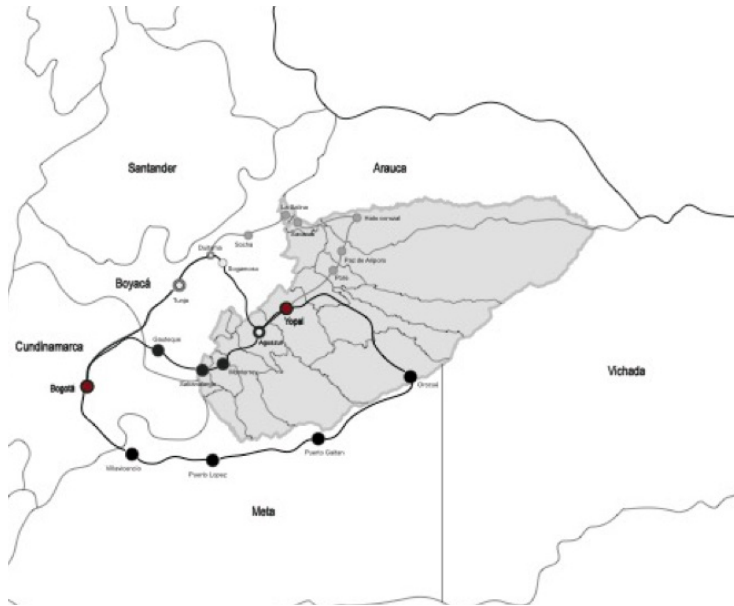 Santander
Arauca
La Salina
Hato corozal
Sacama
Socha
Duitama
Sogamoso
Paz de Ariporo
Pore
Boyacá
Tunja
Yopal
Aguazul
Cundinamarca
Guateque
Monterrey
Sabanalarga
Bogotá
Orocué
Vichada
Villavicencio
Puerto Lopez
Puerto Gaitan
Meta